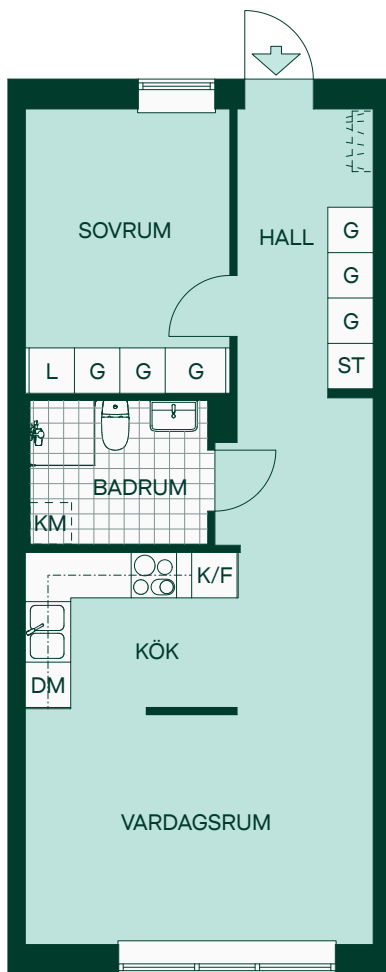 SOVRUM
HALL
G
G
G
ST
L G G G
BADRUM
KM
K/F
KÖK
DM
VARDAGSRUM